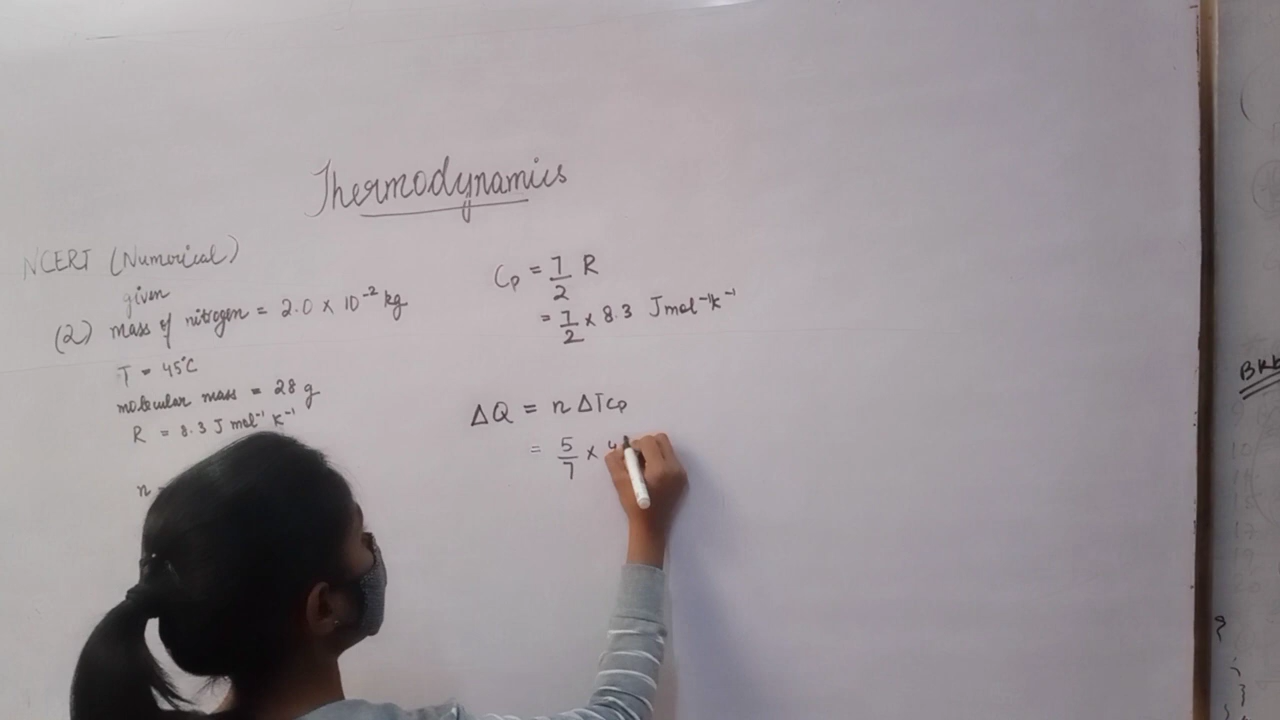 Thermodynamics
NCERT (Numerical)
given
(2) mass of nitrogen = 2.0 × 10⁻² kg
T = 45°C
molecular mass = 28 g
R = 8.3 J mol⁻¹ K⁻¹
n =
Cp = 7/2 R
= 7/2 × 8.3 J mol⁻¹ K⁻¹
ΔQ = n ΔT Cp
= 5/7 × 4